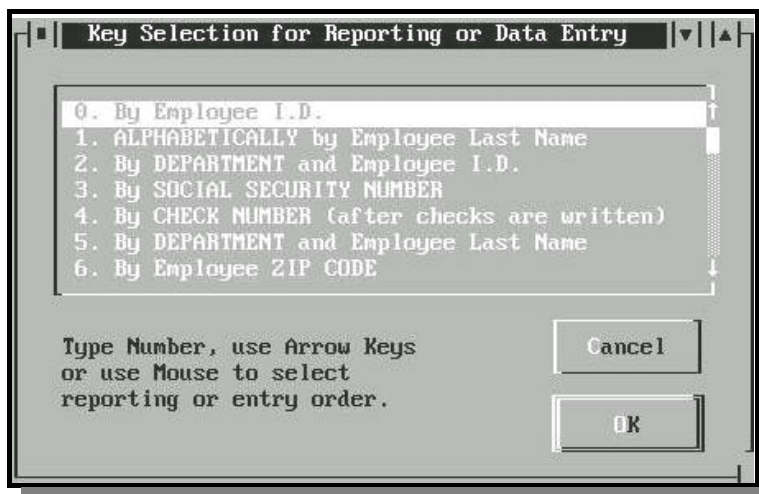 Key Selection for Reporting or Data Entry
0. By Employee I.D.
1. ALPHABETICALLY by Employee Last Name
2. By DEPARTMENT and Employee I.D.
3. By SOCIAL SECURITY NUMBER
4. By CHECK NUMBER (after checks are written)
5. By DEPARTMENT and Employee Last Name
6. By Employee ZIP CODE
Type Number, use Arrow Keys
or use Mouse to select
reporting or entry order.
Cancel
OK